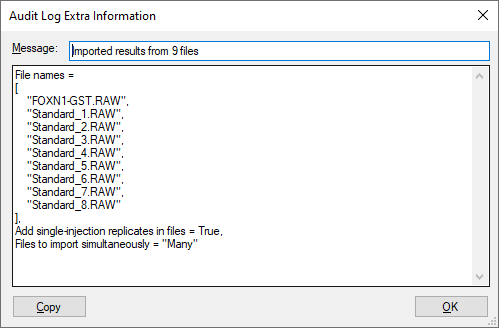 Audit Log Extra Information
Message: Imported results from 9 files
File names =
[
"FOXN1-GST.RAW",
"Standard_1.RAW",
"Standard_2.RAW",
"Standard_3.RAW",
"Standard_4.RAW",
"Standard_5.RAW",
"Standard_6.RAW",
"Standard_7.RAW",
"Standard_8.RAW"
],
Add single-injection replicates in files = True,
Files to import simultaneously = "Many"
Copy OK